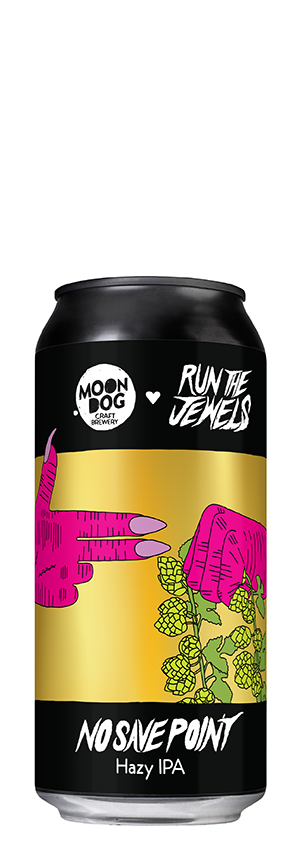 MOON
DOG
CRAFT
BREWERY
RUN THE
JEWELS
NO SAVE POINT
Hazy IPA